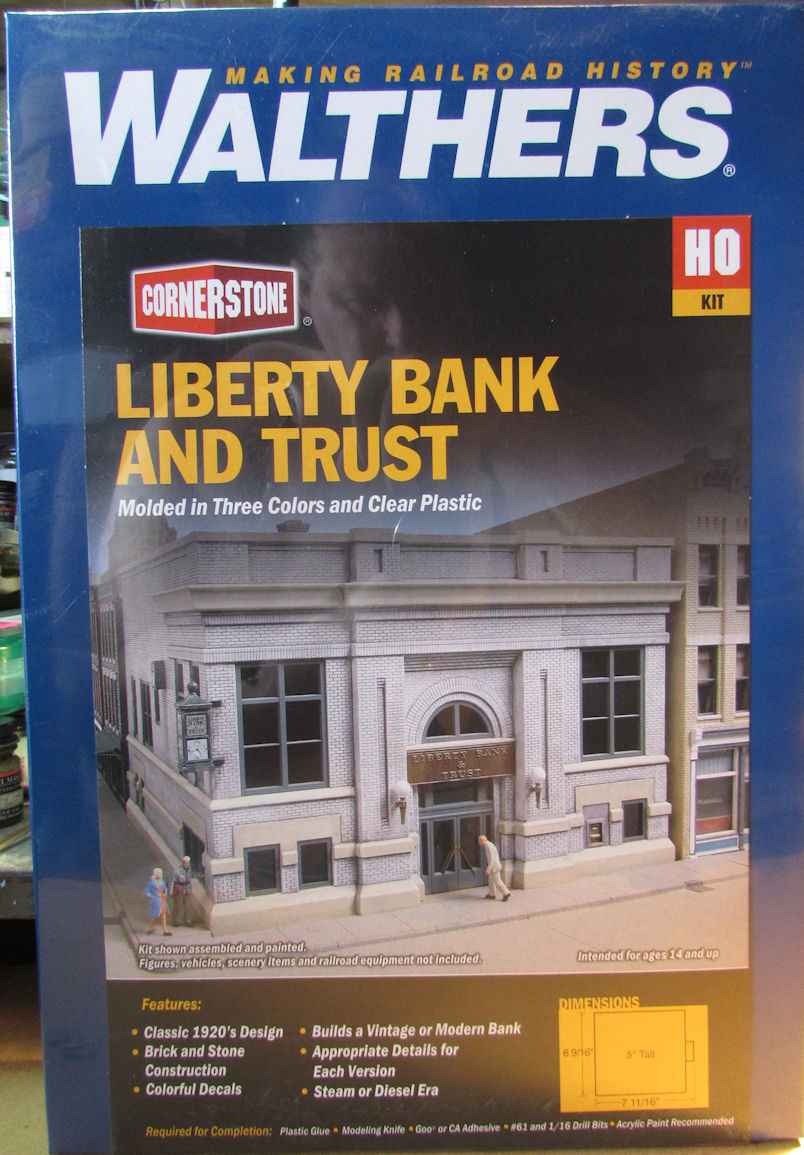 MAKING RAILROAD HISTORY™
WALTHERS®
HO
KIT
CORNERSTONE®
LIBERTY BANK
AND TRUST
Molded in Three Colors and Clear Plastic
LIBERTY BANK
&
TRUST
Kit shown assembled and painted.
Figures, vehicles, scenery items and railroad equipment not included.
Intended for ages 14 and up
Features:
• Classic 1920's Design
• Brick and Stone
Construction
• Colorful Decals
• Builds a Vintage or Modern Bank
• Appropriate Details for
Each Version
• Steam or Diesel Era
DIMENSIONS
6 9/16"
5" Tall
7 11/16"
Required for Completion: Plastic Glue • Modeling Knife • Goo® or CA Adhesive • #61 and 1/16 Drill Bits • Acrylic Paint Recommended